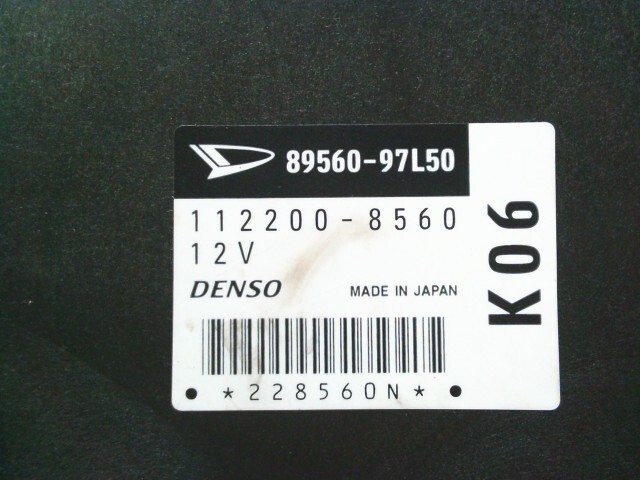 89560-97L50
112200-8560
12V
DENSO MADE IN JAPAN
*228560N*
K06